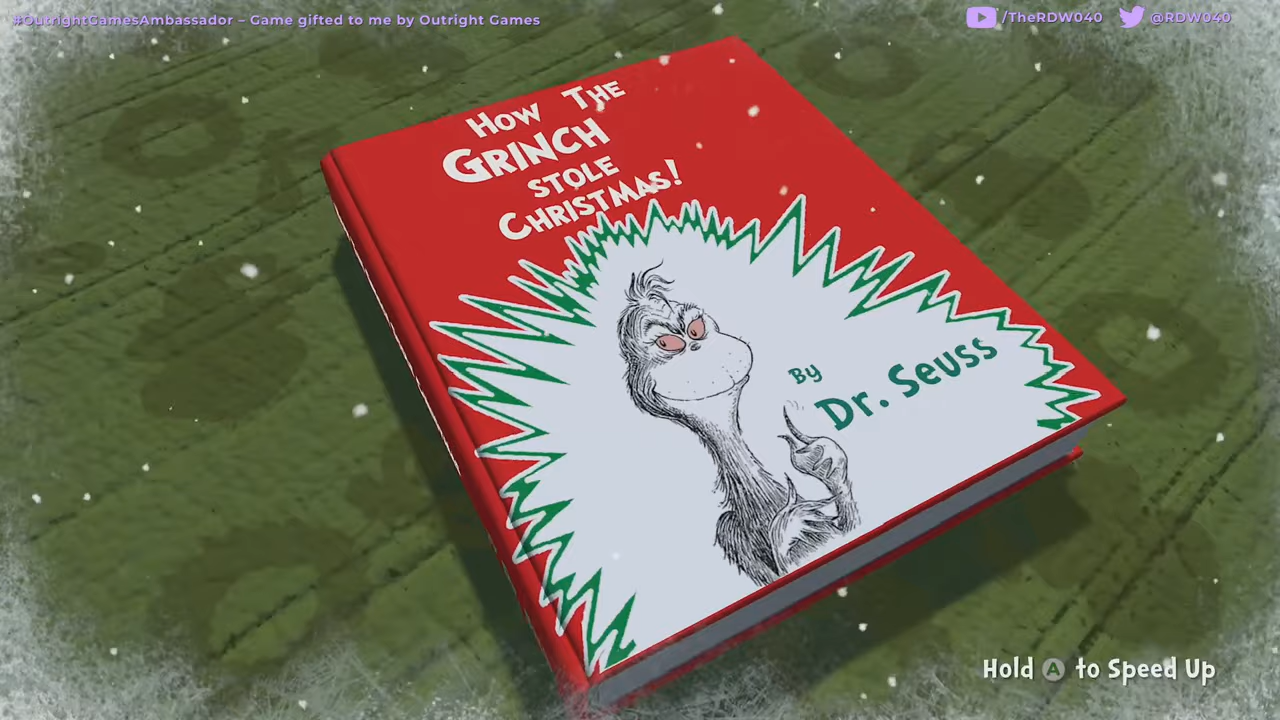 #OutrightGamesAmbassador – Game gifted to me by Outright Games
/TheRDW040 @RDW040
How The
Grinch
stole
Christmas!
By
Dr. Seuss
Hold A to Speed Up